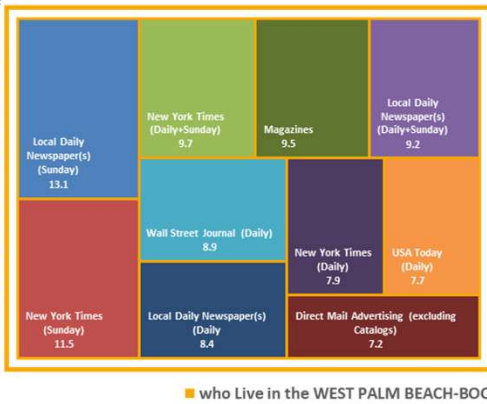 Local Daily
Newspaper(s)
(Sunday)
13.1
New York Times
(Daily+Sunday)
9.7
Magazines
9.5
Local Daily
Newspaper(s)
(Daily+Sunday)
9.2
Wall Street Journal (Daily)
8.9
New York Times
(Daily)
7.9
USA Today
(Daily)
7.7
New York Times
(Sunday)
11.5
Local Daily Newspaper(s)
(Daily
8.4
Direct Mail Advertising (excluding
Catalogs)
7.2
who Live in the WEST PALM BEACH-BOC